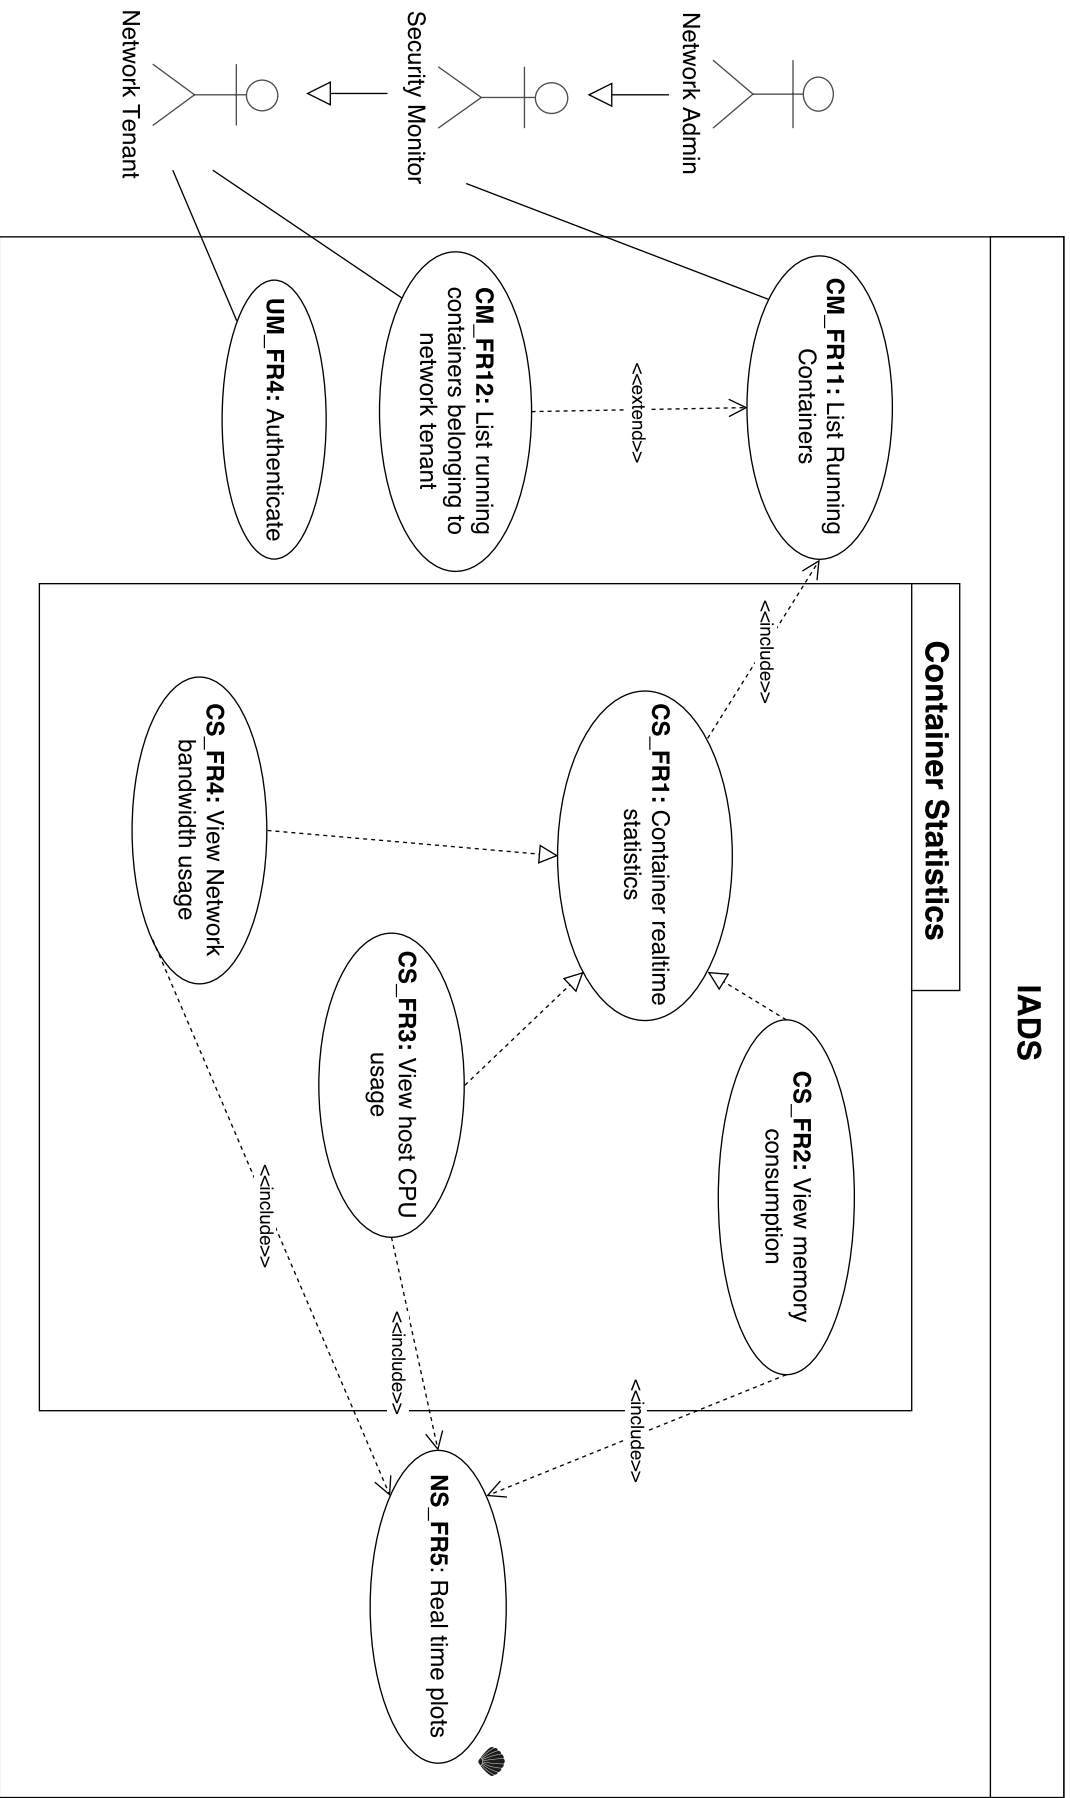 IADS
Container Statistics
Network Admin
Security Monitor
Network Tenant
CM_FR11: List Running
Containers
<<extend>>
CM_FR12: List running
containers belonging to
network tenant
UM_FR4: Authenticate
<<include>>
CS_FR1: Container realtime
statistics
CS_FR2: View memory
consumption
CS_FR3: View host CPU
usage
CS_FR4: View Network
bandwidth usage
<<include>>
<<include>>
<<include>>
NS_FR5: Real time plots